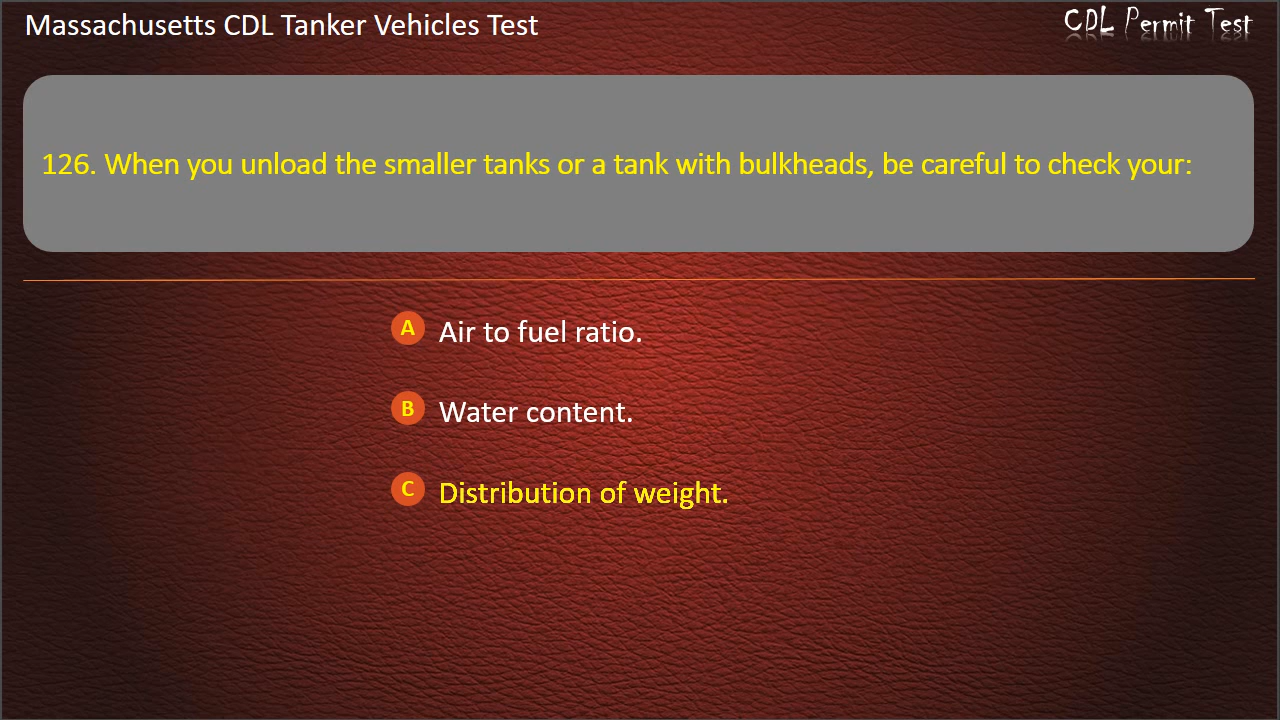 Massachusetts CDL Tanker Vehicles Test
CDL Permit Test
126. When you unload the smaller tanks or a tank with bulkheads, be careful to check your:
A Air to fuel ratio.
B Water content.
C Distribution of weight.